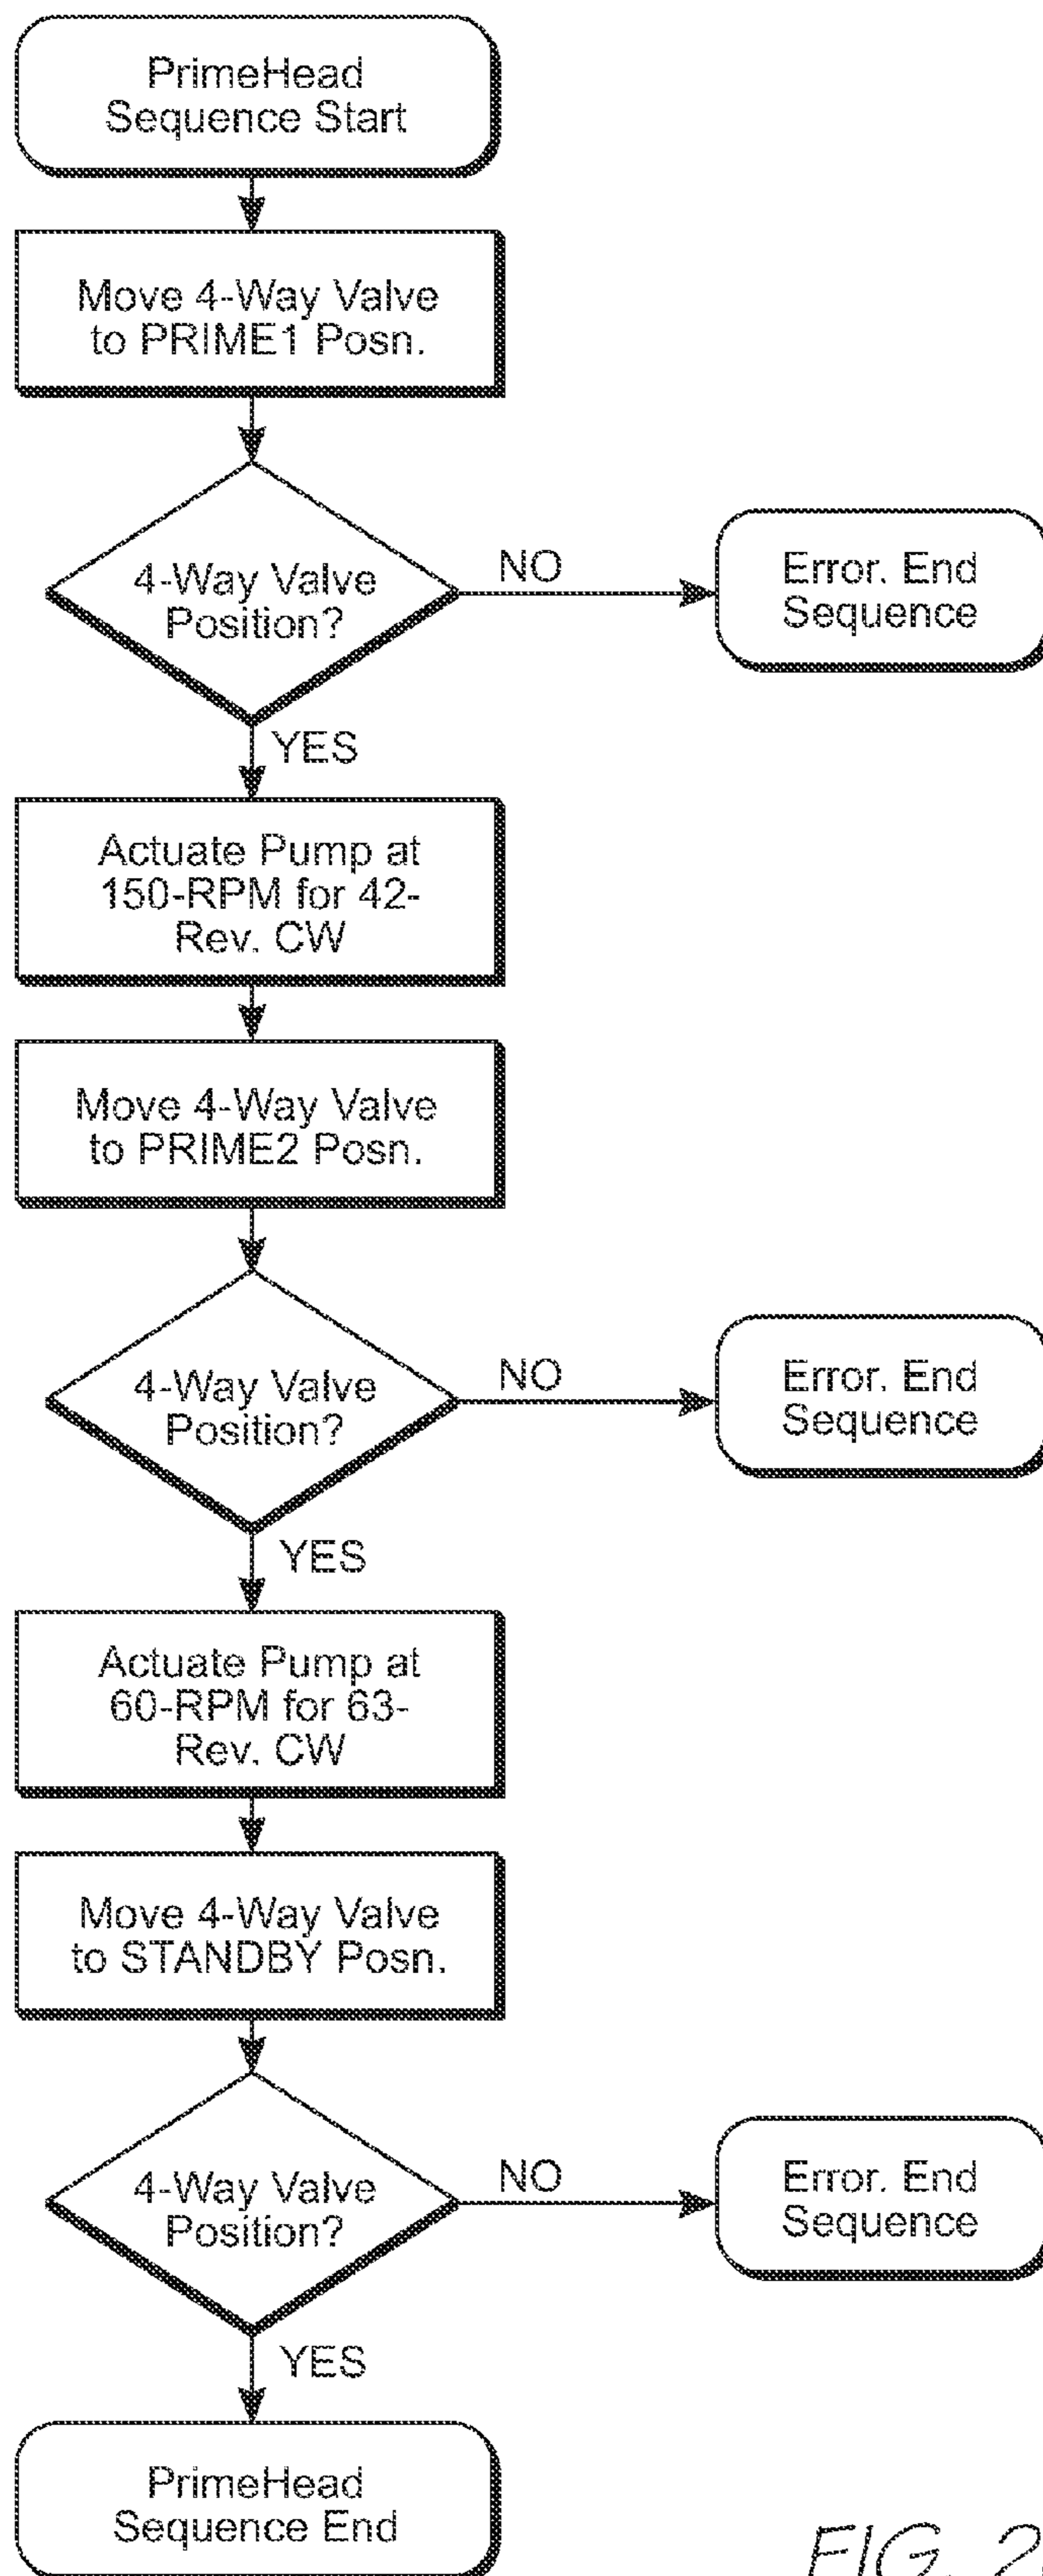 PrimeHead
Sequence Start
Move 4-Way Valve
to PRIME1 Posn.
4-Way Valve
Position?
NO
Error. End
Sequence
YES
Actuate Pump at
150-RPM for 42-
Rev. CW
Move 4-Way Valve
to PRIME2 Posn.
4-Way Valve
Position?
NO
Error. End
Sequence
YES
Actuate Pump at
60-RPM for 63-
Rev. CW
Move 4-Way Valve
to STANDBY Posn.
4-Way Valve
Position?
NO
Error. End
Sequence
YES
PrimeHead
Sequence End
FIG.